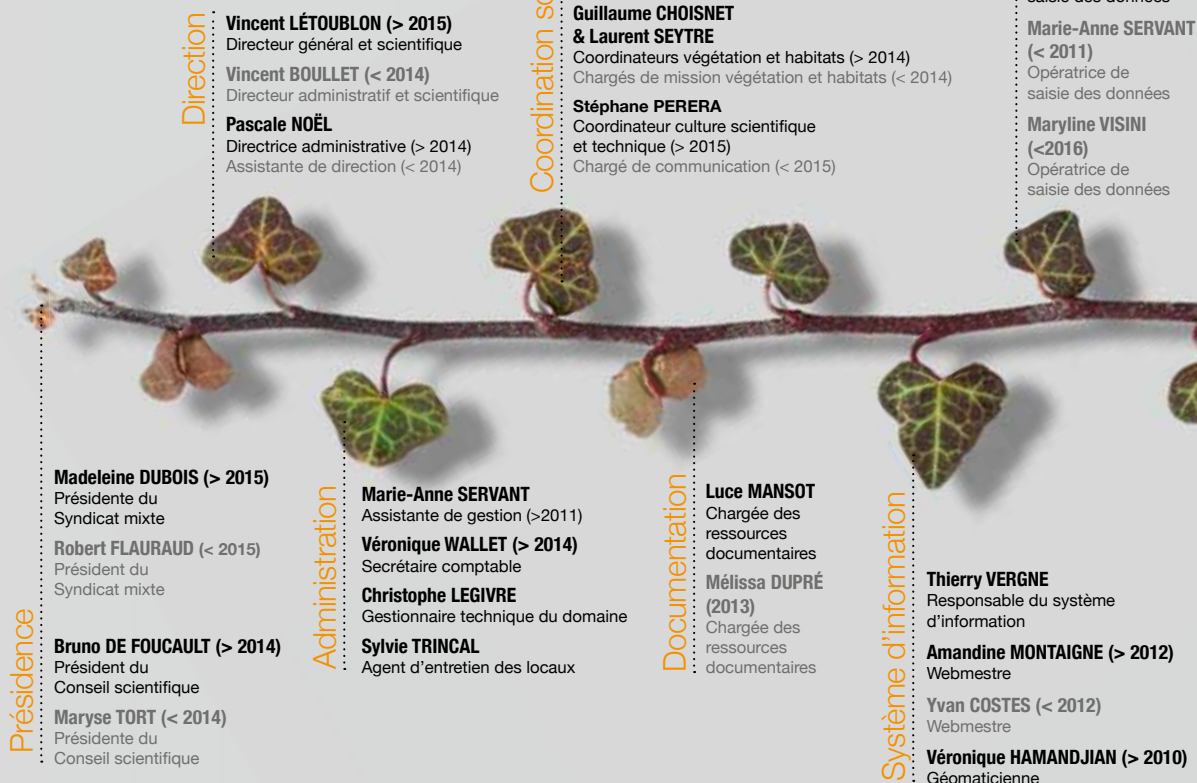 Direction
Vincent LÉTOUBLON (> 2015)
Directeur général et scientifique
Vincent BOULLET (< 2014)
Directeur administratif et scientifique
Pascale NOËL
Directrice administrative (> 2014)
Assistante de direction (< 2014)
Coordination
Guillaume CHOISNET
& Laurent SEYTRE
Coordinateurs végétation et habitats (> 2014)
Chargés de mission végétation et habitats (< 2014)
Stéphane PERERA
Coordinateur culture scientifique
et technique (> 2015)
Chargé de communication (< 2015)
saisie des données
Marie-Anne SERVANT
(< 2011)
Opératrice de
saisie des données
Maryline VISINI
(<2016)
Opératrice de
saisie des données
Présidence
Madeleine DUBOIS (> 2015)
Présidente du
Syndicat mixte
Robert FLAURAUD (< 2015)
Président du
Syndicat mixte
Bruno DE FOUCAULT (> 2014)
Président du
Conseil scientifique
Maryse TORT (< 2014)
Présidente du
Conseil scientifique
Administration
Marie-Anne SERVANT
Assistante de gestion (>2011)
Véronique WALLET (> 2014)
Secrétaire comptable
Christophe LEGIVRE
Gestionnaire technique du domaine
Sylvie TRINCAL
Agent d'entretien des locaux
Documentation
Luce MANSOT
Chargée des
ressources
documentaires
Mélissa DUPRÉ
(2013)
Chargée des
ressources
documentaires
Système d'information
Thierry VERGNE
Responsable du système
d'information
Amandine MONTAIGNE (> 2012)
Webmestre
Yvan COSTES (< 2012)
Webmestre
Véronique HAMANDJIAN (> 2010)
Géomaticienne